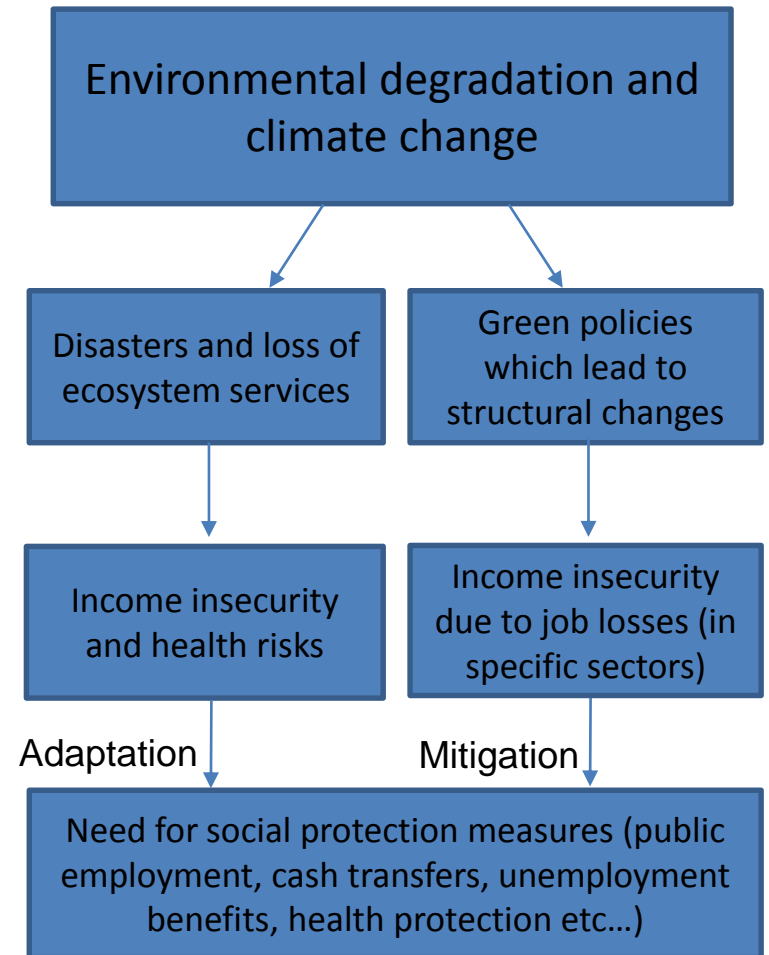 Environmental degradation and
climate change
Disasters and loss of
ecosystem services
Green policies
which lead to
structural changes
Income insecurity
and health risks
Income insecurity
due to job losses (in
specific sectors)
Adaptation
Mitigation
Need for social protection measures (public
employment, cash transfers, unemployment
benefits, health protection etc…)